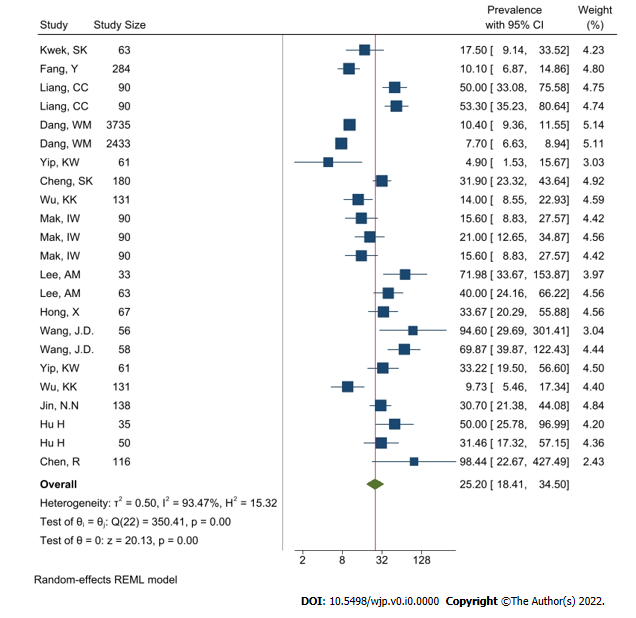 Study Study Size Prevalence with 95% CI Weight (%)
Kwek, SK 63 17.50 [ 9.14, 33.52] 4.23
Fang, Y 284 10.10 [ 6.87, 14.86] 4.80
Liang, CC 90 50.00 [ 33.08, 75.58] 4.75
Liang, CC 90 53.30 [ 35.23, 80.64] 4.74
Dang, WM 3735 10.40 [ 9.36, 11.55] 5.14
Dang, WM 2433 7.70 [ 6.63, 8.94] 5.11
Yip, KW 61 4.90 [ 1.53, 15.67] 3.03
Cheng, SK 180 31.90 [ 23.32, 43.64] 4.92
Wu, KK 131 14.00 [ 8.55, 22.93] 4.59
Mak, IW 90 15.60 [ 8.83, 27.57] 4.42
Mak, IW 90 21.00 [ 12.65, 34.87] 4.56
Mak, IW 90 15.60 [ 8.83, 27.57] 4.42
Lee, AM 33 71.98 [ 33.67, 153.87] 3.97
Lee, AM 63 40.00 [ 24.16, 66.22] 4.56
Hong, X 67 33.67 [ 20.29, 55.88] 4.56
Wang, J.D. 56 94.60 [ 29.69, 301.41] 3.04
Wang, J.D. 58 69.87 [ 39.87, 122.43] 4.44
Yip, KW 61 33.22 [ 19.50, 56.60] 4.50
Wu, KK 131 9.73 [ 5.46, 17.34] 4.40
Jin, N.N 138 30.70 [ 21.38, 44.08] 4.84
Hu H 35 50.00 [ 25.78, 96.99] 4.20
Hu H 50 31.46 [ 17.32, 57.15] 4.36
Chen, R 116 98.44 [ 22.67, 427.49] 2.43
Overall 25.20 [ 18.41, 34.50]
Heterogeneity: τ² = 0.50, I² = 93.47%, H² = 15.32
Test of θᵢ = θⱼ: Q(22) = 350.41, p = 0.00
Test of θ = 0: z = 20.13, p = 0.00
2 8 32 128
Random-effects REML model
DOI: 10.5498/wjp.v0.i0.0000 Copyright ©The Author(s) 2022.